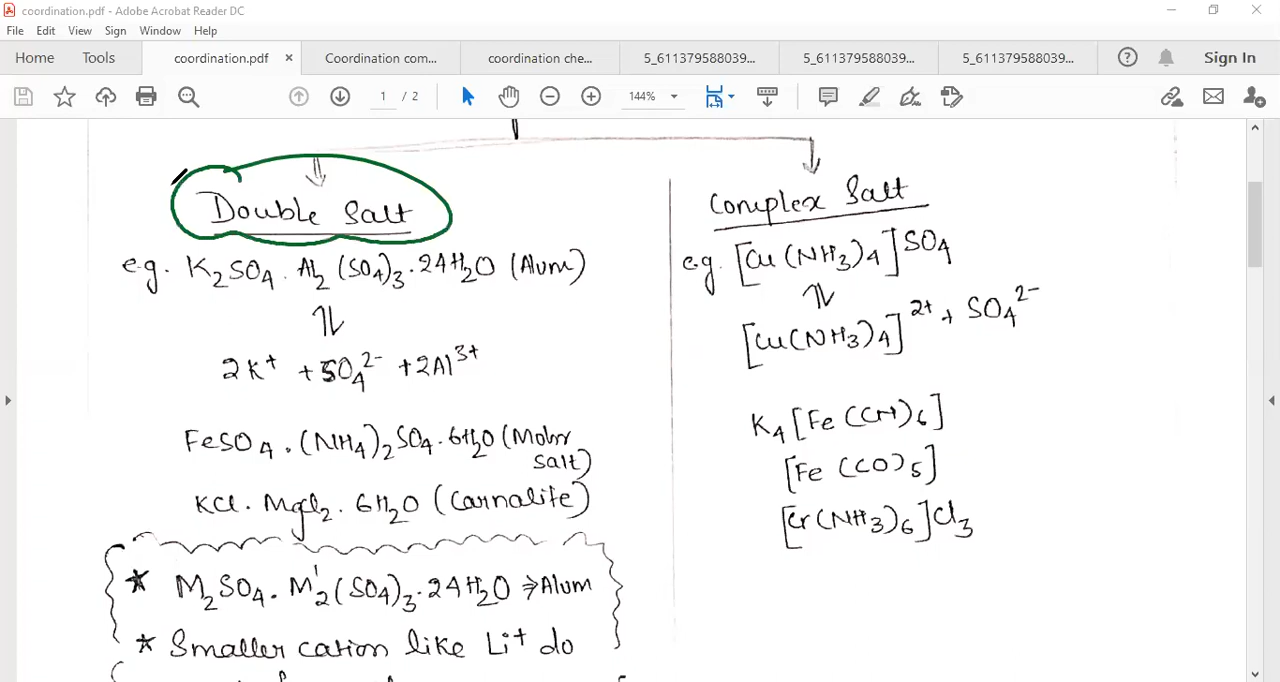 coordination.pdf - Adobe Acrobat Reader DC
File Edit View Sign Window Help
Home Tools coordination.pdf × Coordination com... coordination che... 5_611379588039... 5_611379588039... 5_611379588039... Sign In
1 / 2 144%
Double Salt
e.g. K₂SO₄ . Al₂ (SO₄)₃ . 24H₂O (Alum)
⇌
2K⁺ + SO₄²⁻ + 2Al³⁺
FeSO₄ . (NH₄)₂SO₄ . 6H₂O (Mohr
salt)
KCl . MgCl₂ . 6H₂O (Carnalite)
* M₂SO₄ . M'₂(SO₄)₃ . 24H₂O ⇒ Alum
* Smaller cation like Li⁺ do
Complex Salt
e.g. [Cu(NH₃)₄]SO₄
⇌
[Cu(NH₃)₄]²⁺ + SO₄²⁻
K₄[Fe(CN)₆]
[Fe(CO)₅]
[Cr(NH₃)₆]Cl₃